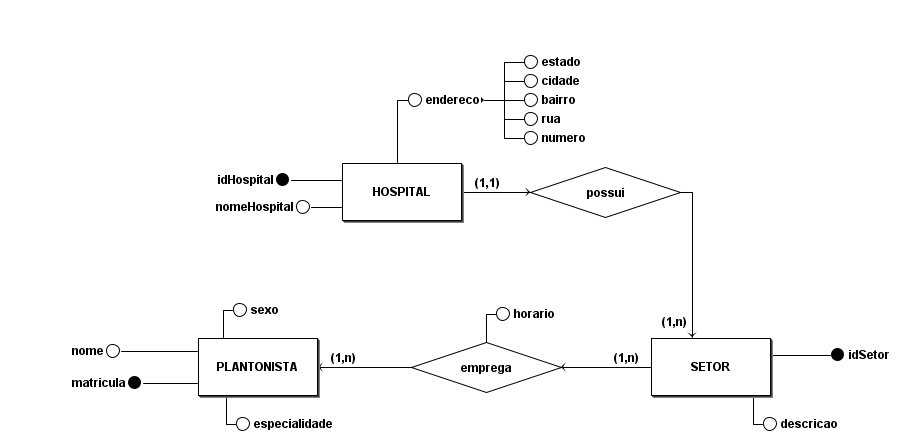 estado
cidade
endereco
bairro
rua
numero
idHospital
HOSPITAL
(1,1)
possui
nomeHospital
sexo
horario
(1,n)
nome
(1,n)
(1,n)
idSetor
PLANTONISTA
emprega
SETOR
matricula
especialidade
descricao